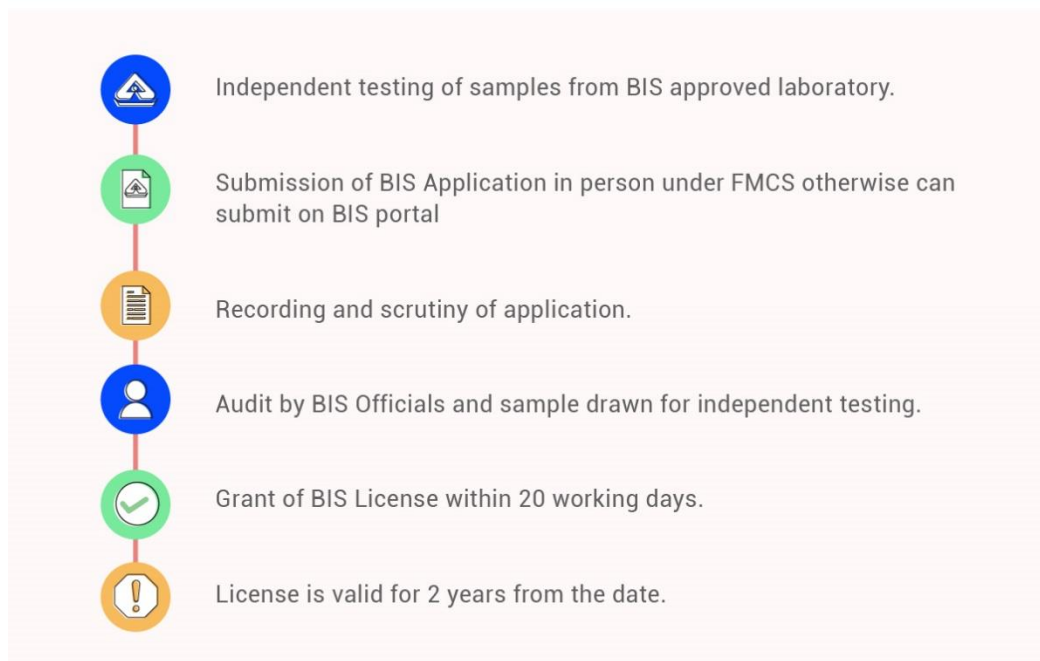 Independent testing of samples from BIS approved laboratory.
Submission of BIS Application in person under FMCS otherwise can
submit on BIS portal
Recording and scrutiny of application.
Audit by BIS Officials and sample drawn for independent testing.
Grant of BIS License within 20 working days.
License is valid for 2 years from the date.